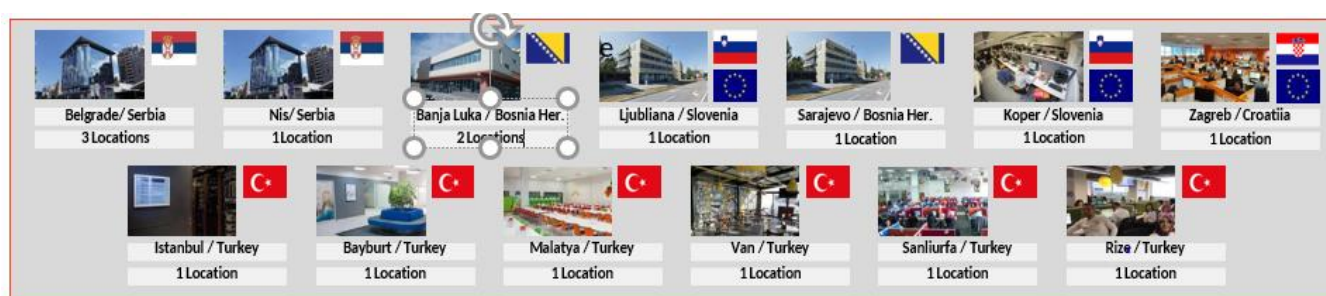 e
Belgrade/ Serbia
3 Locations
Nis/ Serbia
1 Location
Banja Luka / Bosnia Her.
2 Locations
Ljubliana / Slovenia
1 Location
Sarajevo / Bosnia Her.
1 Location
Koper / Slovenia
1 Location
Zagreb / Croatiia
1 Location
Istanbul / Turkey
1 Location
Bayburt / Turkey
1 Location
Malatya / Turkey
1 Location
Van / Turkey
1 Location
Sanliurfa / Turkey
1 Location
Rize / Turkey
1 Location